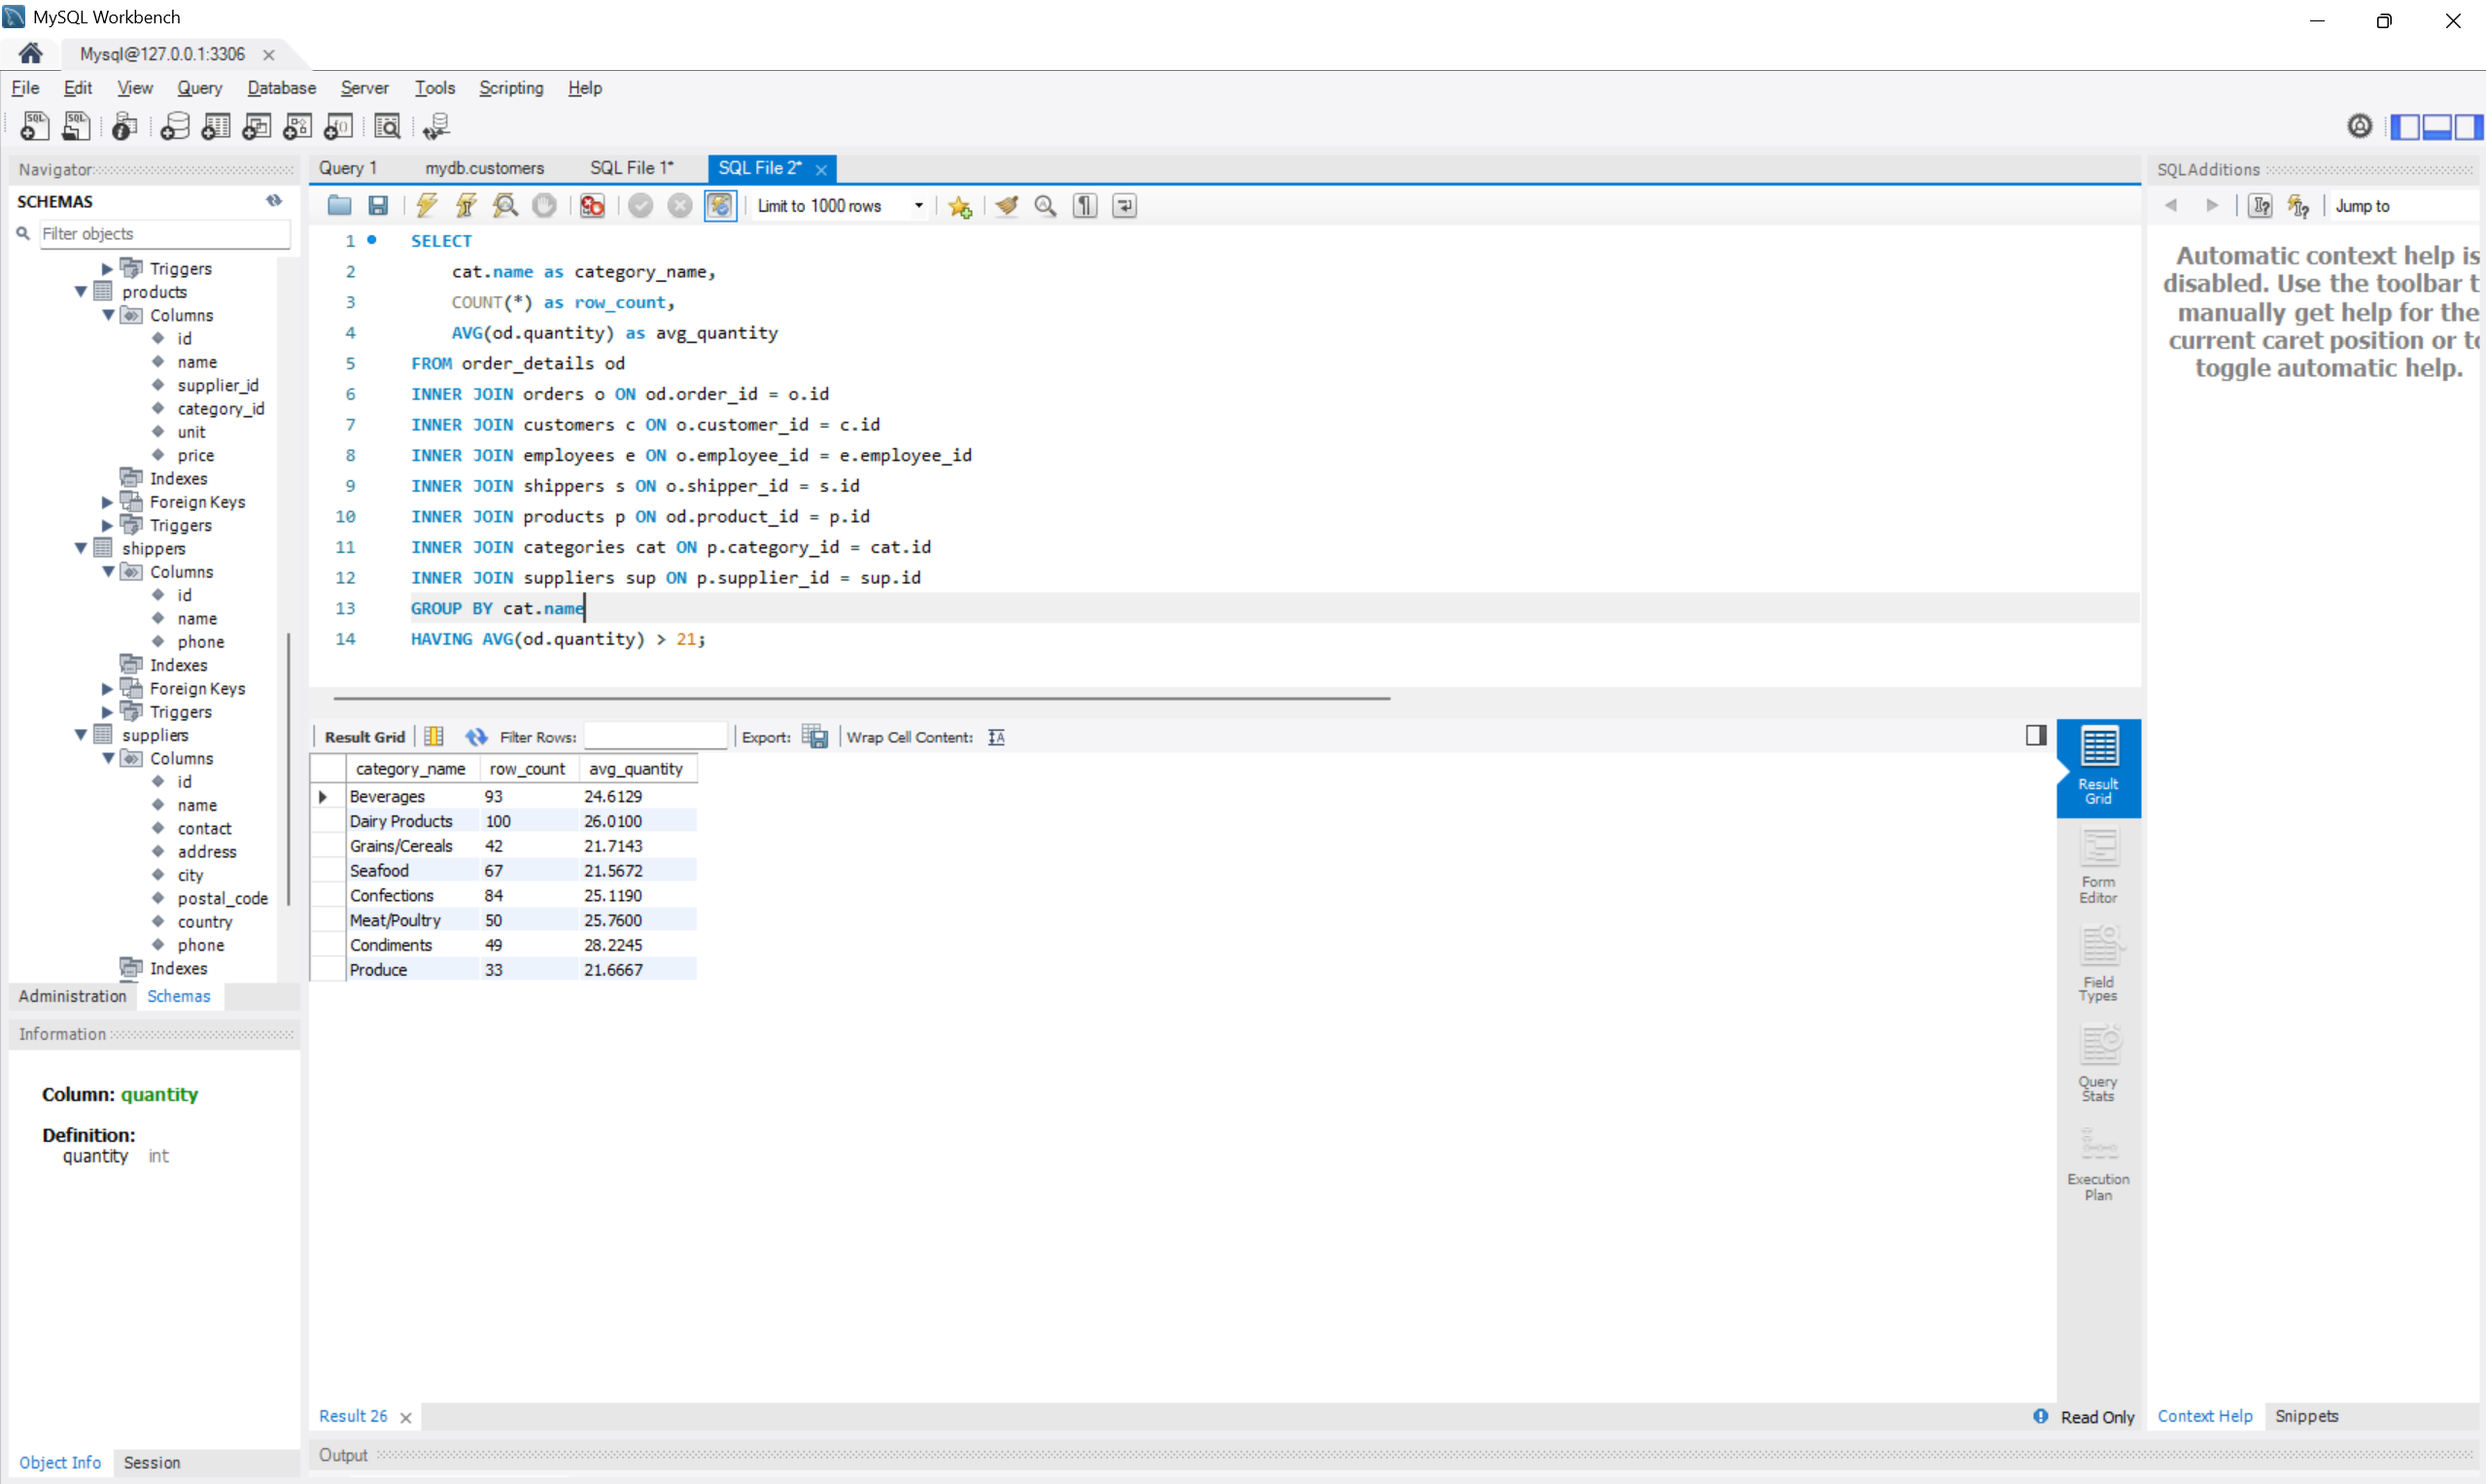 MySQL Workbench
Mysql@127.0.0.1:3306
File Edit View Query Database Server Tools Scripting Help
Navigator
SCHEMAS
Filter objects
Triggers
products
Columns
id
name
supplier_id
category_id
unit
price
Indexes
Foreign Keys
Triggers
shippers
Columns
id
name
phone
Indexes
Foreign Keys
Triggers
suppliers
Columns
id
name
contact
address
city
postal_code
country
phone
Indexes
Administration Schemas
Information
Column: quantity
Definition:
quantity int
Object Info Session
Query 1 mydb.customers SQL File 1* SQL File 2*
Limit to 1000 rows
1 SELECT
2 cat.name as category_name,
3 COUNT(*) as row_count,
4 AVG(od.quantity) as avg_quantity
5 FROM order_details od
6 INNER JOIN orders o ON od.order_id = o.id
7 INNER JOIN customers c ON o.customer_id = c.id
8 INNER JOIN employees e ON o.employee_id = e.employee_id
9 INNER JOIN shippers s ON o.shipper_id = s.id
10 INNER JOIN products p ON od.product_id = p.id
11 INNER JOIN categories cat ON p.category_id = cat.id
12 INNER JOIN suppliers sup ON p.supplier_id = sup.id
13 GROUP BY cat.name
14 HAVING AVG(od.quantity) > 21;
Result Grid Filter Rows: Export: Wrap Cell Content:
category_name row_count avg_quantity
Beverages 93 24.6129
Dairy Products 100 26.0100
Grains/Cereals 42 21.7143
Seafood 67 21.5672
Confections 84 25.1190
Meat/Poultry 50 25.7600
Condiments 49 28.2245
Produce 33 21.6667
Result
Grid
Form
Editor
Field
Types
Query
Stats
Execution
Plan
Result 26
Read Only
Output
SQLAdditions
Jump to
Automatic context help is
disabled. Use the toolbar t
manually get help for the
current caret position or to
toggle automatic help.
Context Help Snippets